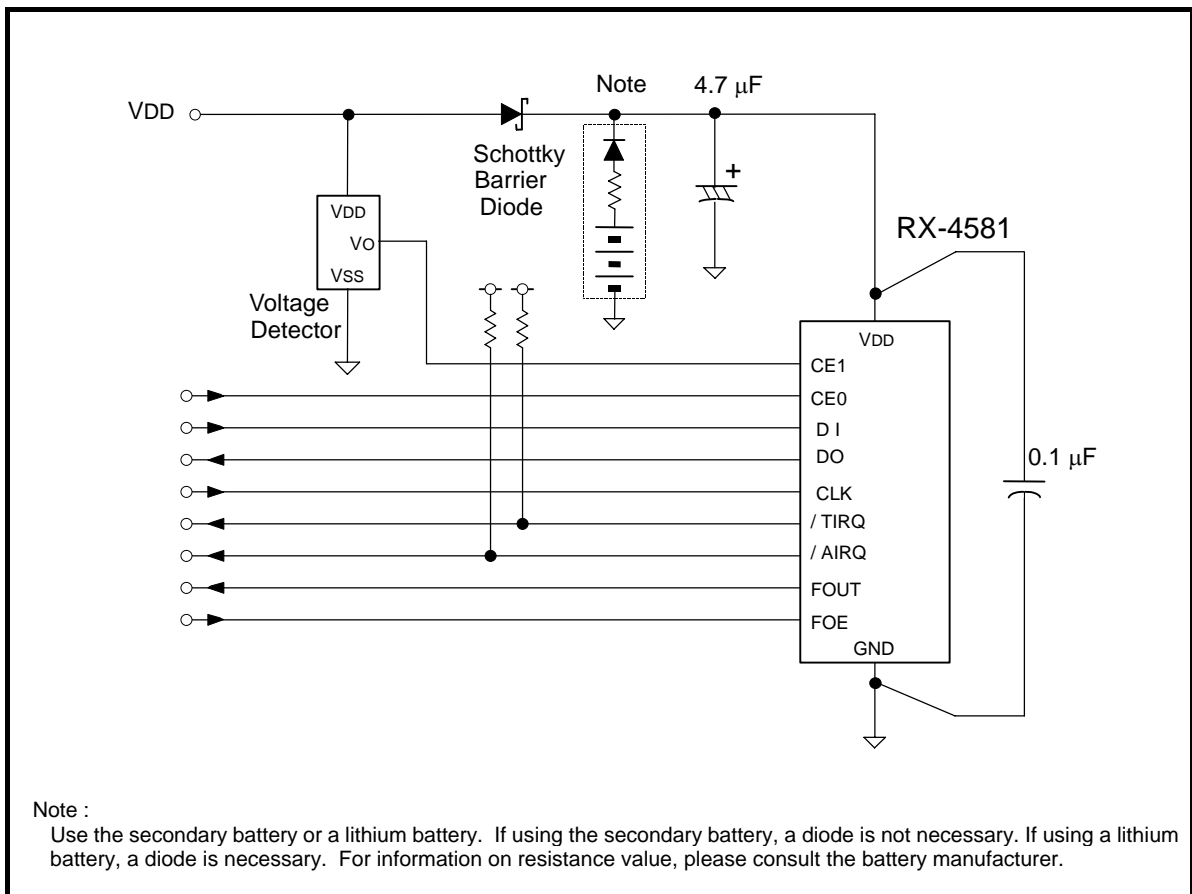 Note
4.7 µF
VDD
Schottky
Barrier
Diode
VDD
VO
VSS
RX-4581
Voltage
Detector
VDD
CE1
CE0
D I
DO
0.1 µF
CLK
/ TIRQ
/ AIRQ
FOUT
FOE
GND
+
Note :
Use the secondary battery or a lithium battery.  If using the secondary battery, a diode is not necessary. If using a lithium
battery, a diode is necessary.  For information on resistance value, please consult the battery manufacturer.